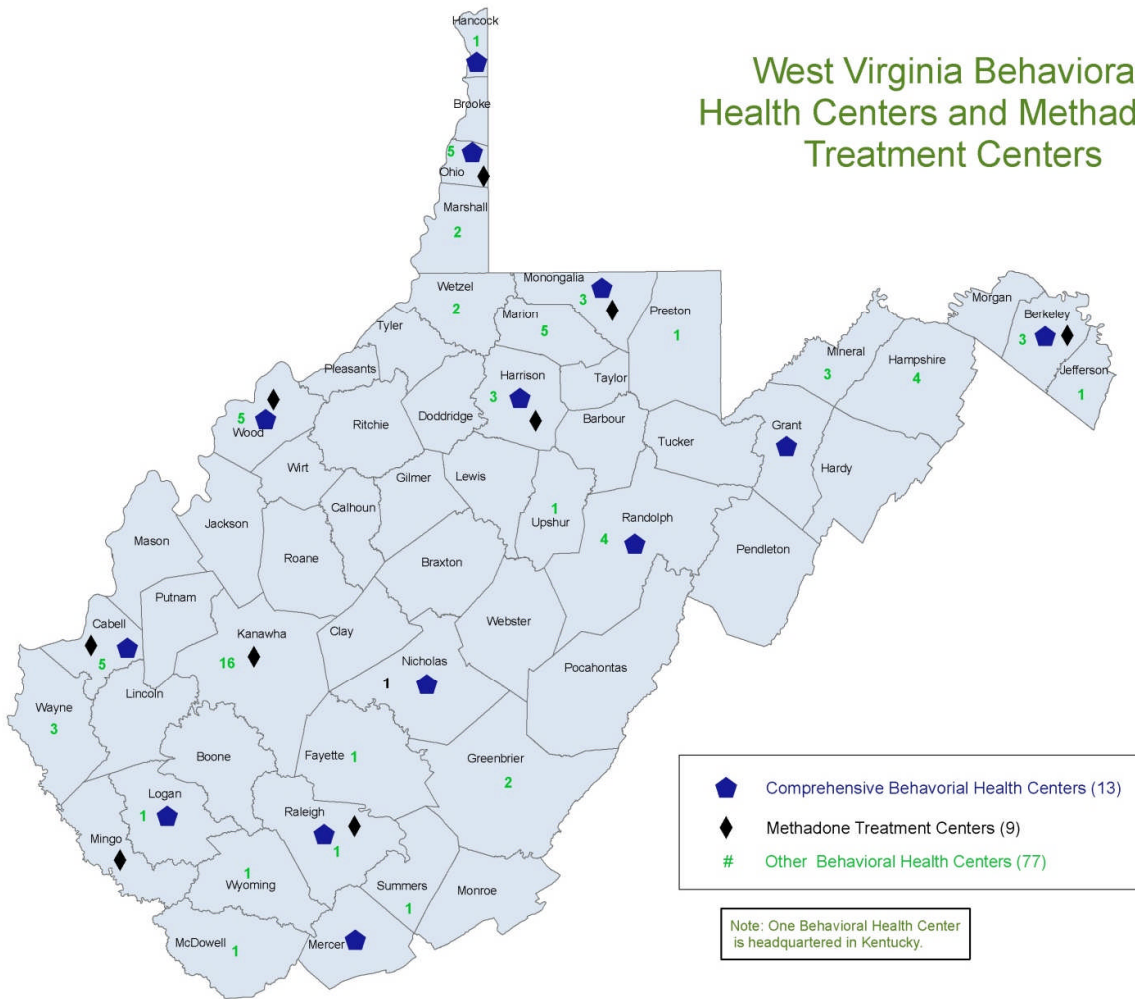 West Virginia Behaviora
Health Centers and Methad
Treatment Centers
Hancock
1
Brooke
5
Ohio
Marshall
2
Wetzel
2
Monongalia
3
Marion
5
Preston
1
Morgan
Berkeley
3
Jefferson
1
Mineral
3
Hampshire
4
Tyler
Pleasants
Harrison
3
Taylor
Doddridge
Ritchie
5
Wood
Barbour
Tucker
Grant
Hardy
Wirt
Gilmer
Lewis
Calhoun
1
Upshur
Randolph
4
Pendleton
Jackson
Mason
Roane
Braxton
Putnam
Webster
Cabell
5
Kanawha
16
Clay
Nicholas
1
Pocahontas
Lincoln
Wayne
3
Boone
Fayette
1
Greenbrier
2
Logan
1
Raleigh
1
Mingo
1
Wyoming
Summers
1
Monroe
McDowell
1
Mercer
Comprehensive Behavorial Health Centers (13)
Methadone Treatment Centers (9)
# Other Behavioral Health Centers (77)
Note: One Behavioral Health Center
is headquartered in Kentucky.